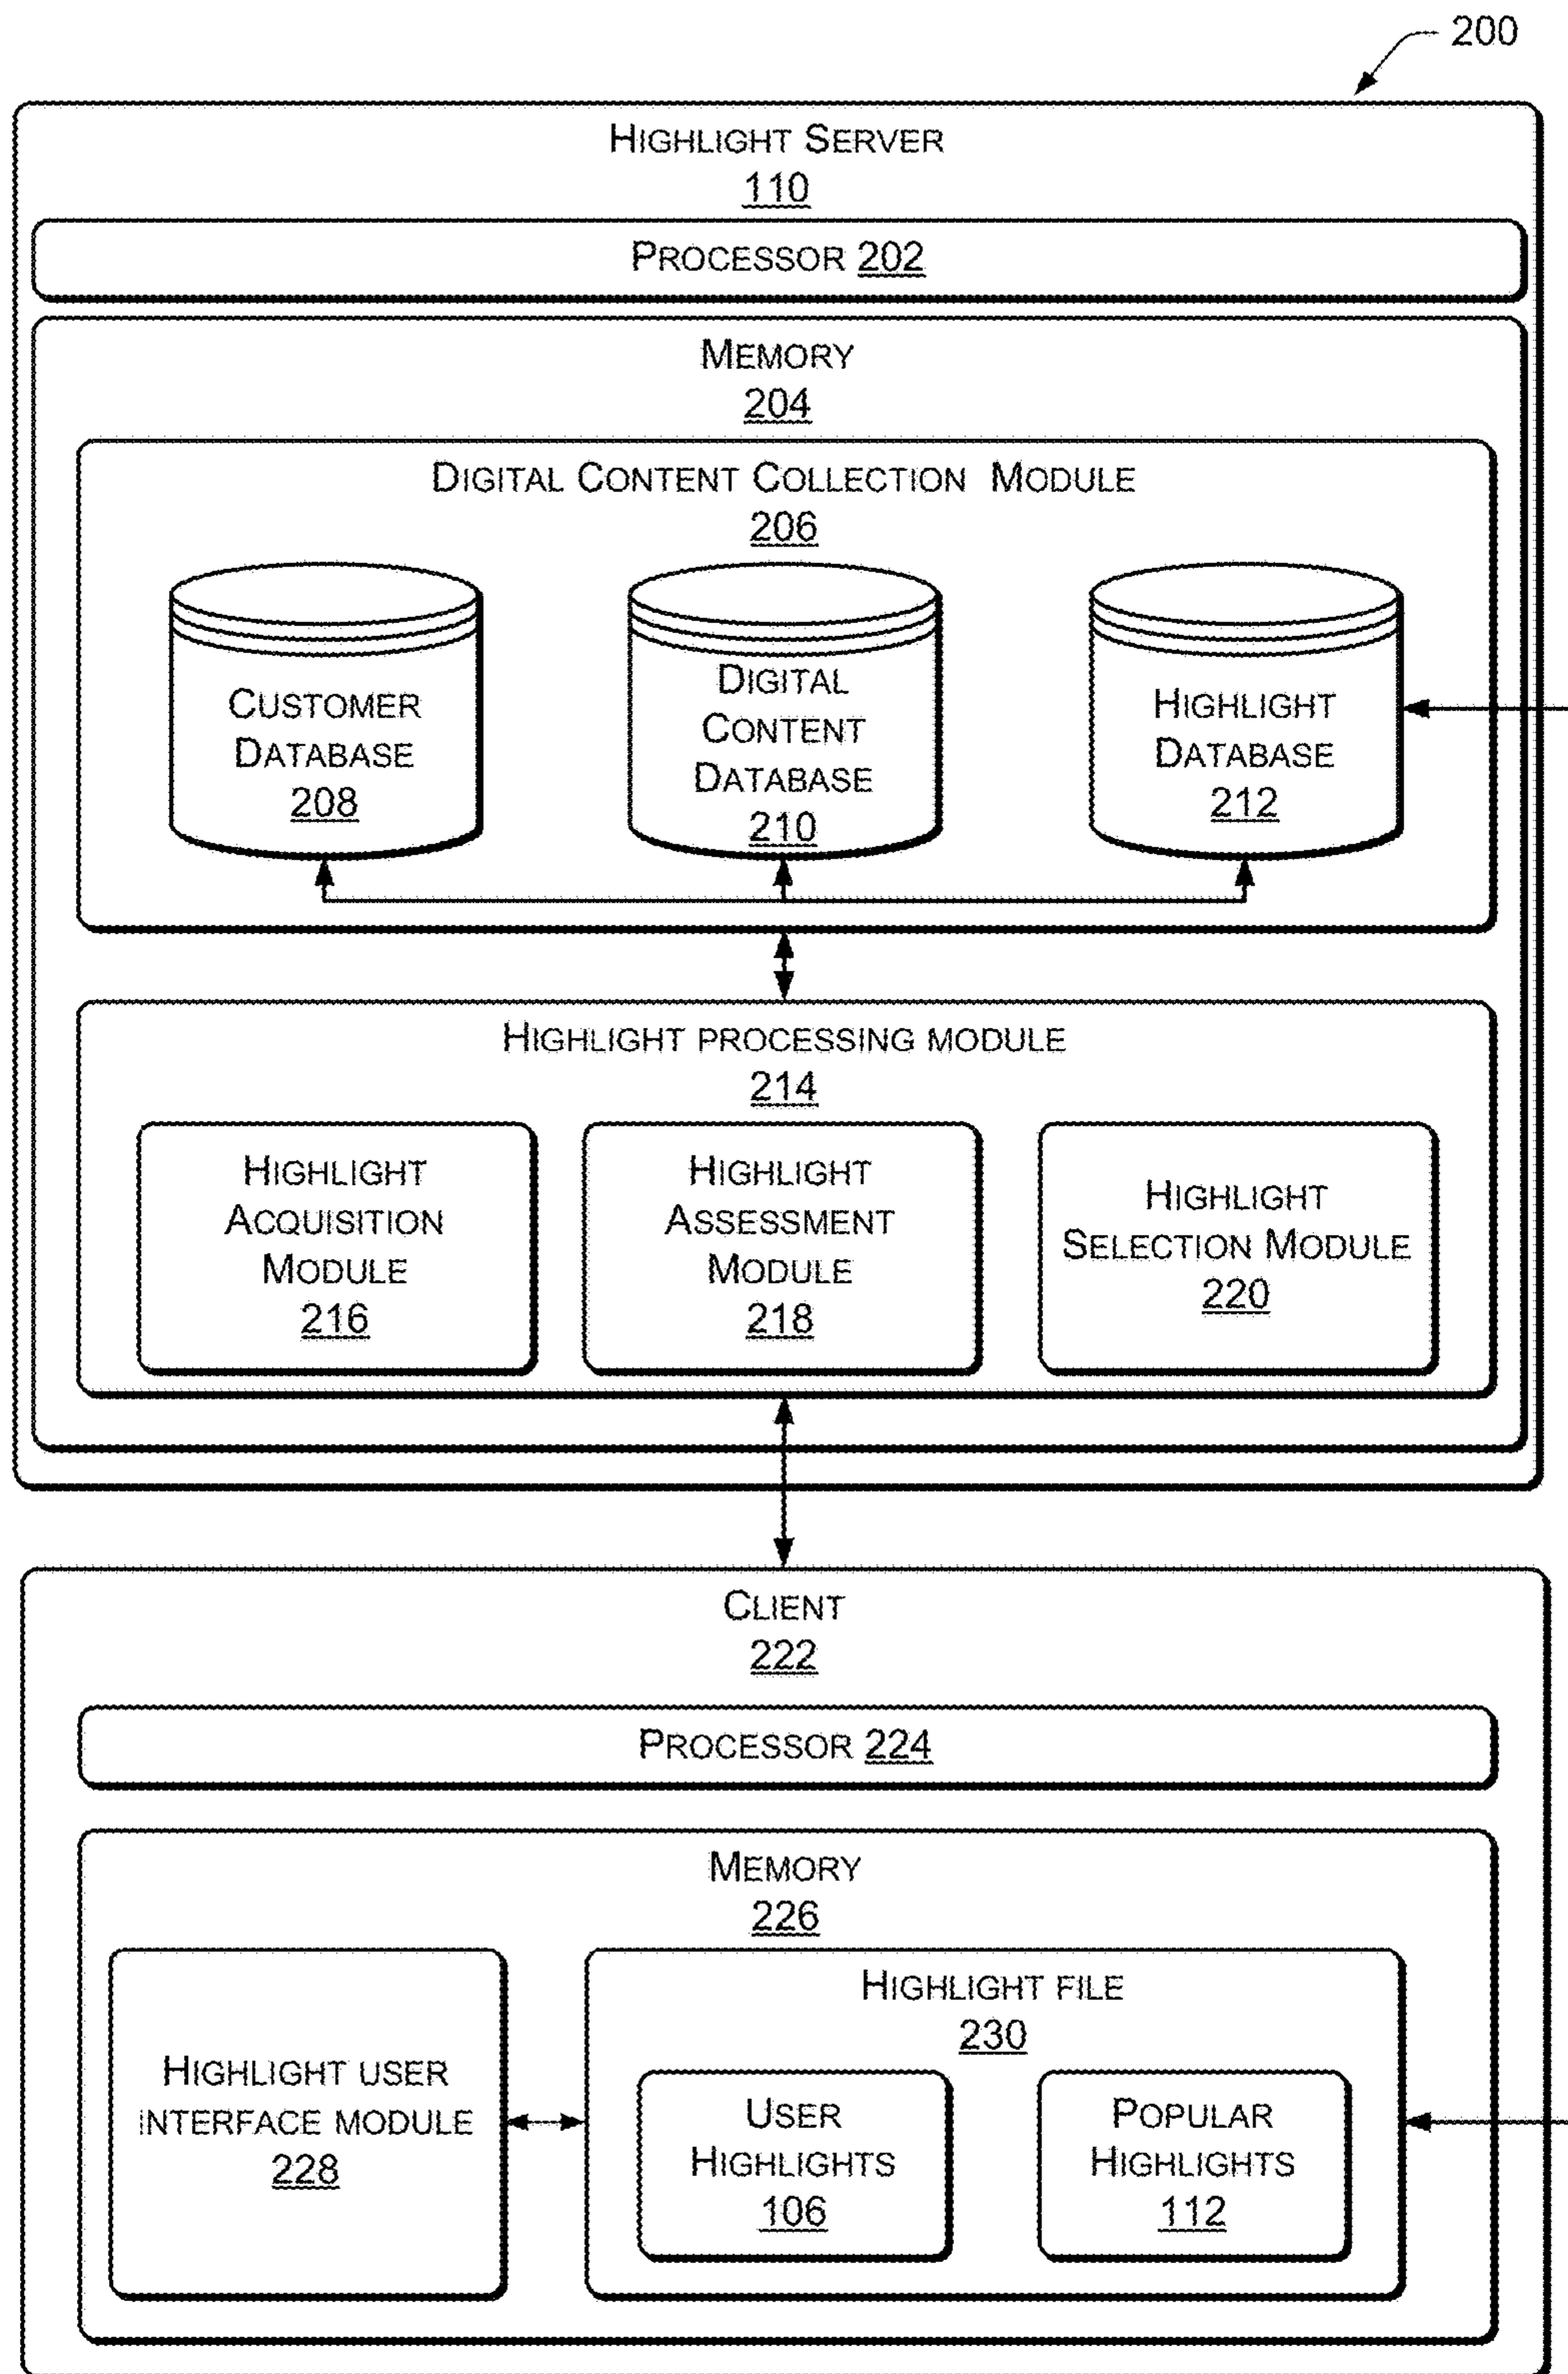 200
HIGHLIGHT SERVER
110
PROCESSOR 202
MEMORY
204
DIGITAL CONTENT COLLECTION MODULE
206
CUSTOMER
DATABASE
208
DIGITAL
CONTENT
DATABASE
210
HIGHLIGHT
DATABASE
212
HIGHLIGHT PROCESSING MODULE
214
HIGHLIGHT
ACQUISITION
MODULE
216
HIGHLIGHT
ASSESSMENT
MODULE
218
HIGHLIGHT
SELECTION MODULE
220
CLIENT
222
PROCESSOR 224
MEMORY
226
HIGHLIGHT USER
INTERFACE MODULE
228
HIGHLIGHT FILE
230
USER
HIGHLIGHTS
106
POPULAR
HIGHLIGHTS
112